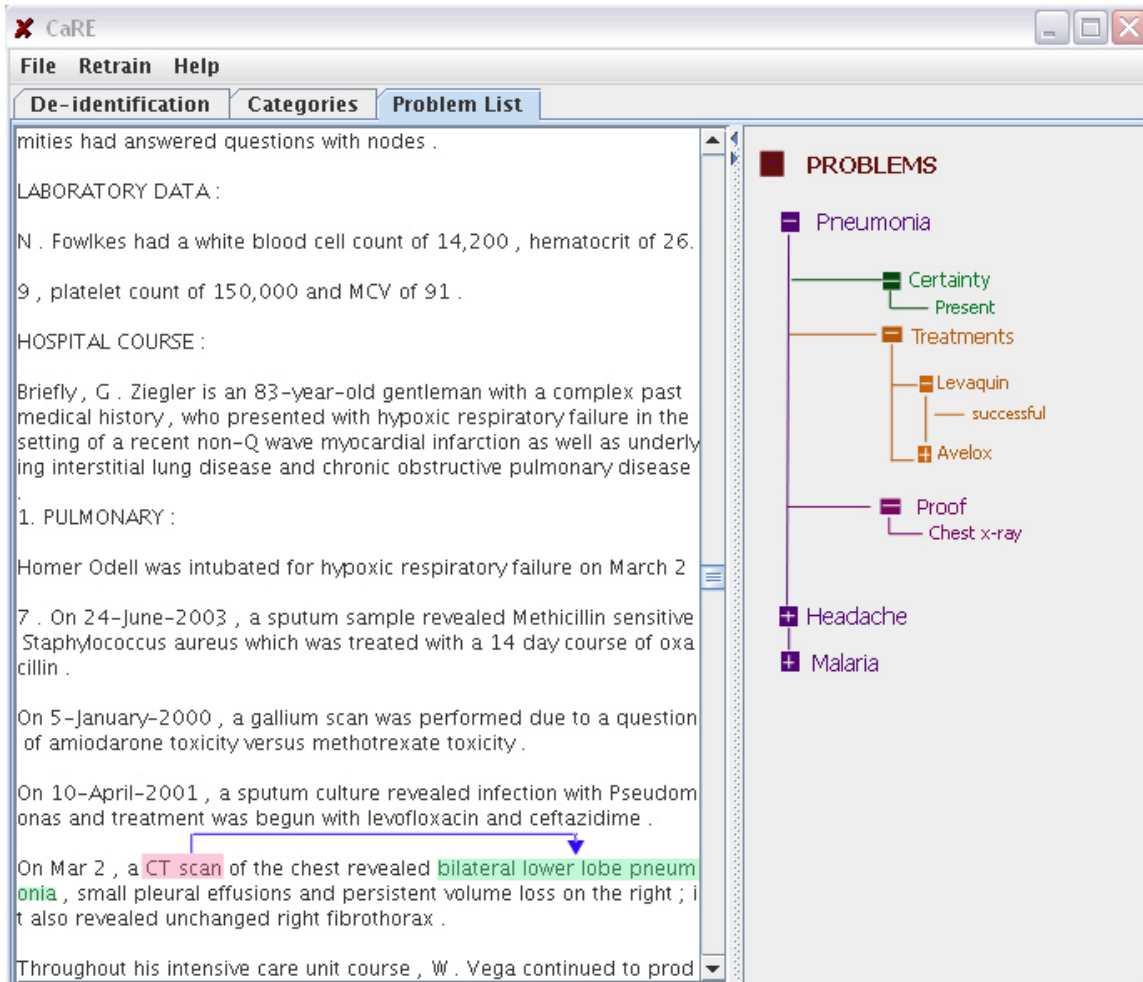 CaRE
File Retrain Help
De-identification Categories Problem List
mities had answered questions with nodes .
LABORATORY DATA :
N . Fowlkes had a white blood cell count of 14,200 , hematocrit of 26.
9 , platelet count of 150,000 and MCV of 91 .
HOSPITAL COURSE :
Briefly , G . Ziegler is an 83-year-old gentleman with a complex past
medical history , who presented with hypoxic respiratory failure in the
setting of a recent non-Q wave myocardial infarction as well as underly
ing interstitial lung disease and chronic obstructive pulmonary disease
.
1. PULMONARY :
Homer Odell was intubated for hypoxic respiratory failure on March 2
7 . On 24-June-2003 , a sputum sample revealed Methicillin sensitive
Staphylococcus aureus which was treated with a 14 day course of oxa
cillin .
On 5-January-2000 , a gallium scan was performed due to a question
of amiodarone toxicity versus methotrexate toxicity .
On 10-April-2001 , a sputum culture revealed infection with Pseudom
onas and treatment was begun with levofloxacin and ceftazidime .
On Mar 2 , a CT scan of the chest revealed bilateral lower lobe pneum
onia , small pleural effusions and persistent volume loss on the right ; i
t also revealed unchanged right fibrothorax .
Throughout his intensive care unit course , W . Vega continued to prod
PROBLEMS
Pneumonia
Certainty
Present
Treatments
Levaquin
successful
Avelox
Proof
Chest x-ray
Headache
Malaria